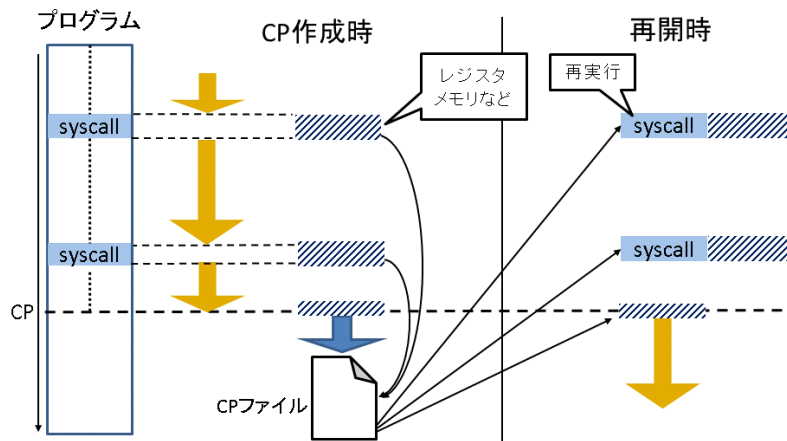 プログラム
CP作成時
再開時
レジスタ
メモリなど
再実行
syscall
syscall
syscall
syscall
CP
CPファイル